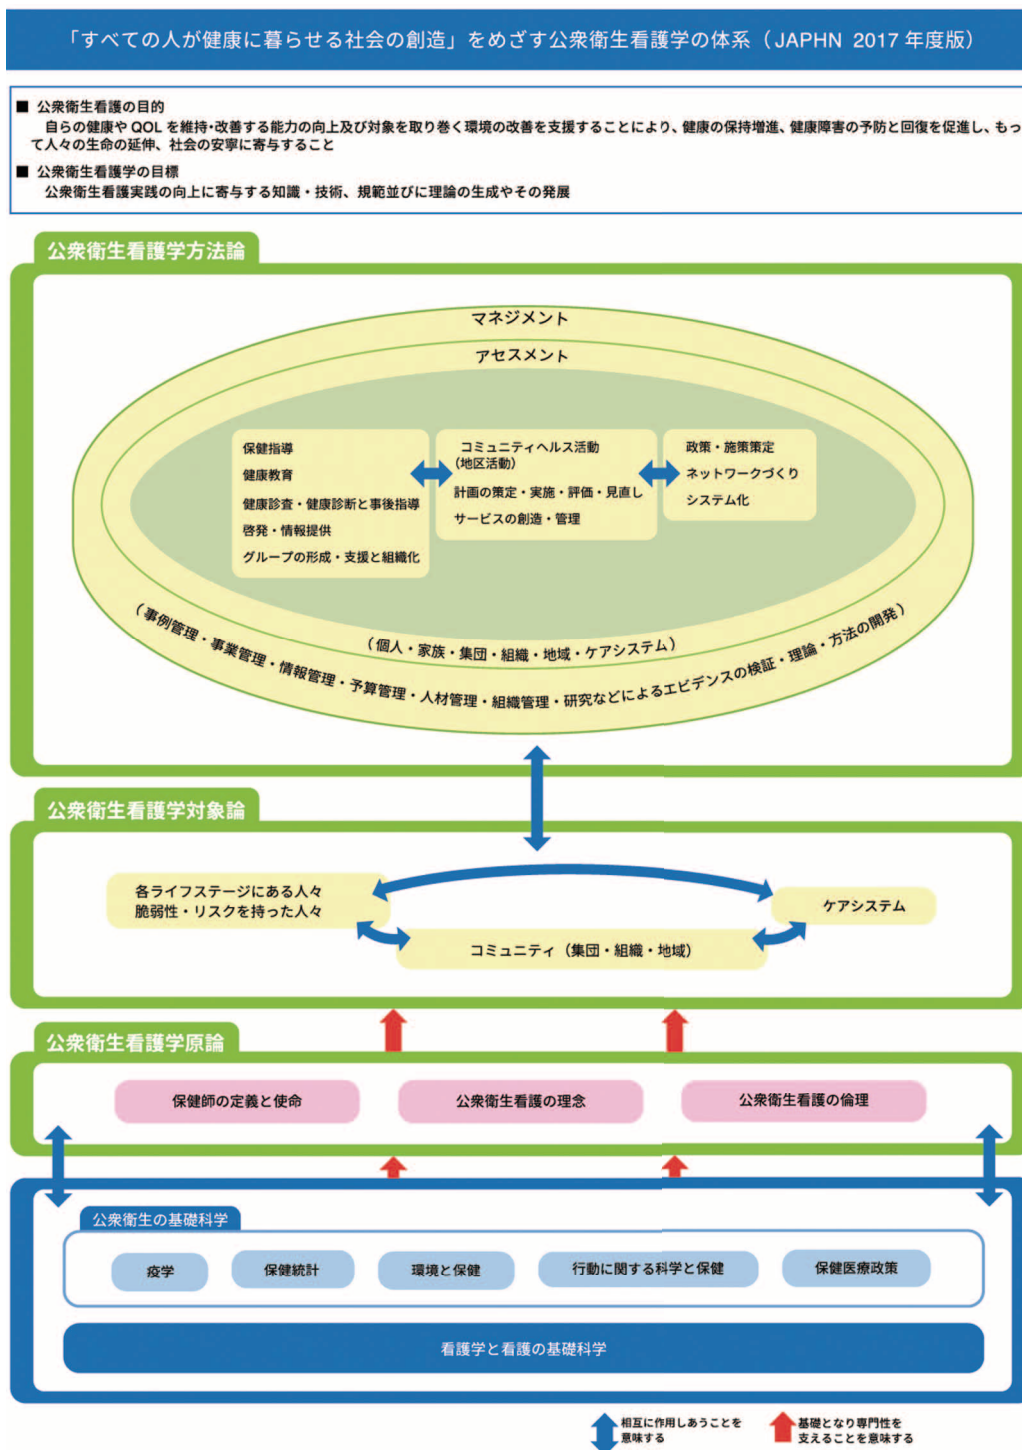 「すべての人が健康に暮らせる社会の創造」をめざす公衆衛生看護学の体系（JAPHN 2017 年度版）
■ 公衆衛生看護の目的
自らの健康や QOL を維持・改善する能力の向上及び対象を取り巻く環境の改善を支援することにより、健康の保持増進、健康障害の予防と回復を促進し、もっ
て人々の生命の延伸、社会の安寧に寄与すること
■ 公衆衛生看護学の目標
公衆衛生看護実践の向上に寄与する知識・技術、規範並びに理論の生成やその発展
公衆衛生看護学方法論
マネジメント
アセスメント
保健指導
健康教育
健康診査・健康診断と事後指導
啓発・情報提供
グループの形成・支援と組織化
コミュニティヘルス活動
(地区活動)
計画の策定・実施・評価・見直し
サービスの創造・管理
政策・施策策定
ネットワークづくり
システム化
（個人・家族・集団・組織・地域・ケアシステム）
（事例管理・事業管理・情報管理・予算管理・人材管理・組織管理・研究などによるエビデンスの検証・理論・方法の開発）
公衆衛生看護学対象論
各ライフステージにある人々
脆弱性・リスクを持った人々
ケアシステム
コミュニティ（集団・組織・地域）
公衆衛生看護学原論
保健師の定義と使命
公衆衛生看護の理念
公衆衛生看護の倫理
公衆衛生の基礎科学
疫学
保健統計
環境と保健
行動に関する科学と保健
保健医療政策
看護学と看護の基礎科学
相互に作用しあうことを
意味する
基礎となり専門性を
支えることを意味する